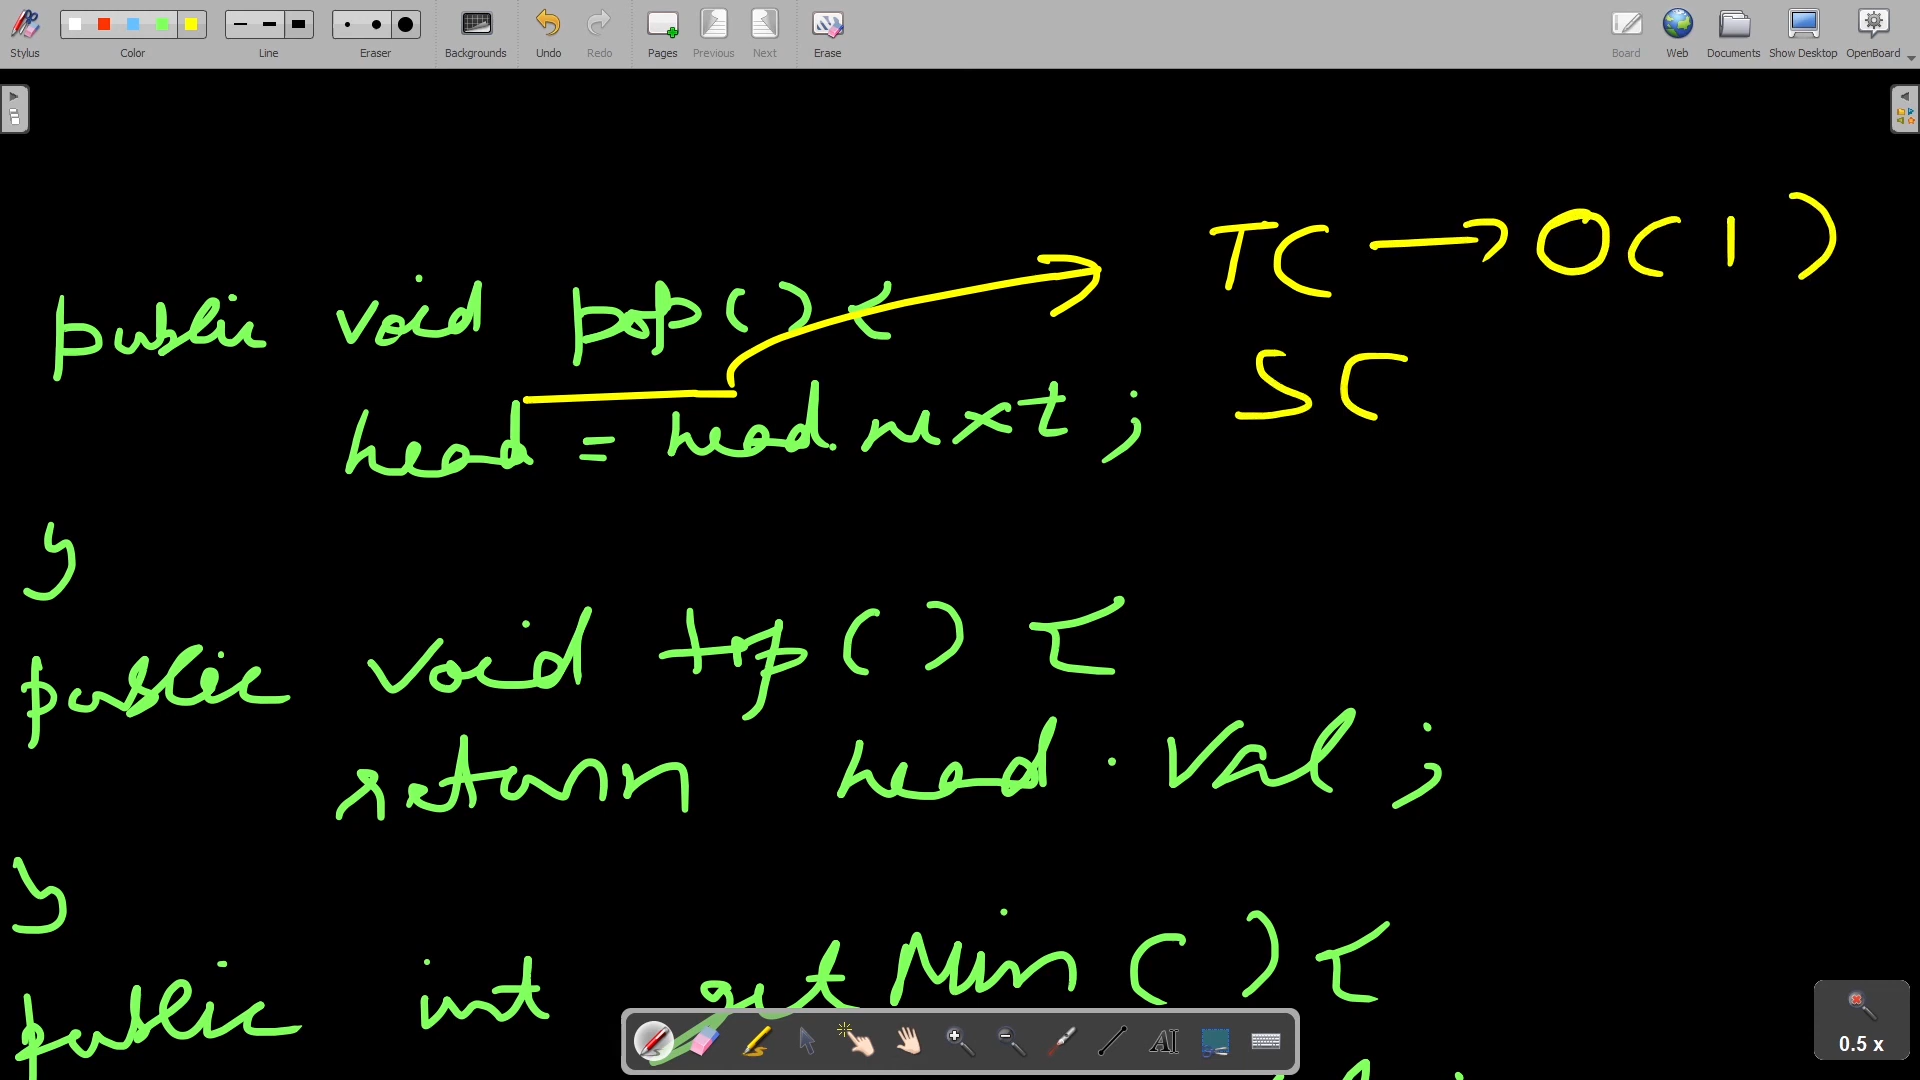 Stylus Color Line Eraser Backgrounds Undo Redo Pages Previous Next Erase Board Web Documents Show Desktop OpenBoard
TC → O(1)
public void pop() {
SC
head = head.next ;
}
public void top() {
return head.val ;
}
public int getMin() {
0.5 x